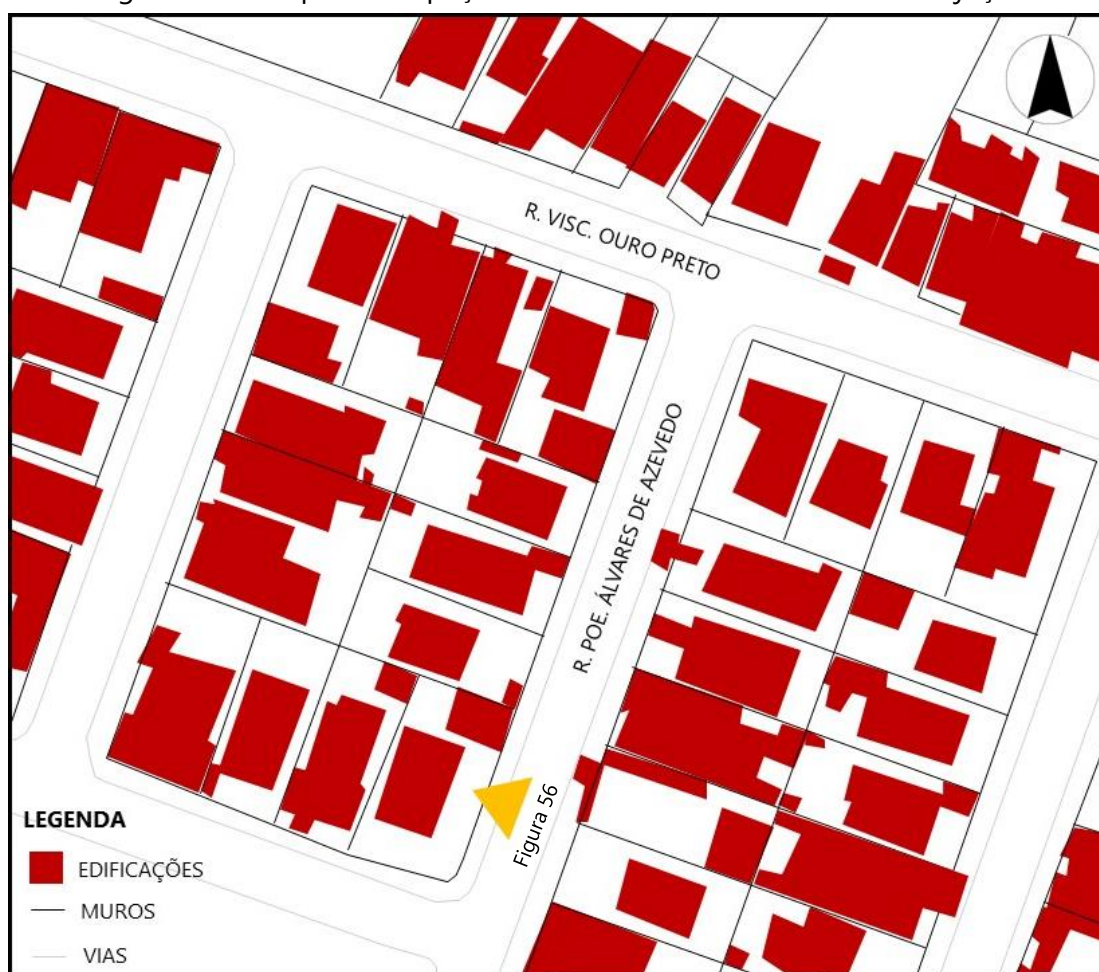 R. VISC. OURO PRETO
R. POE. ÁLVARES DE AZEVEDO
Figura 56
LEGENDA
EDIFICAÇÕES
MUROS
VIAS